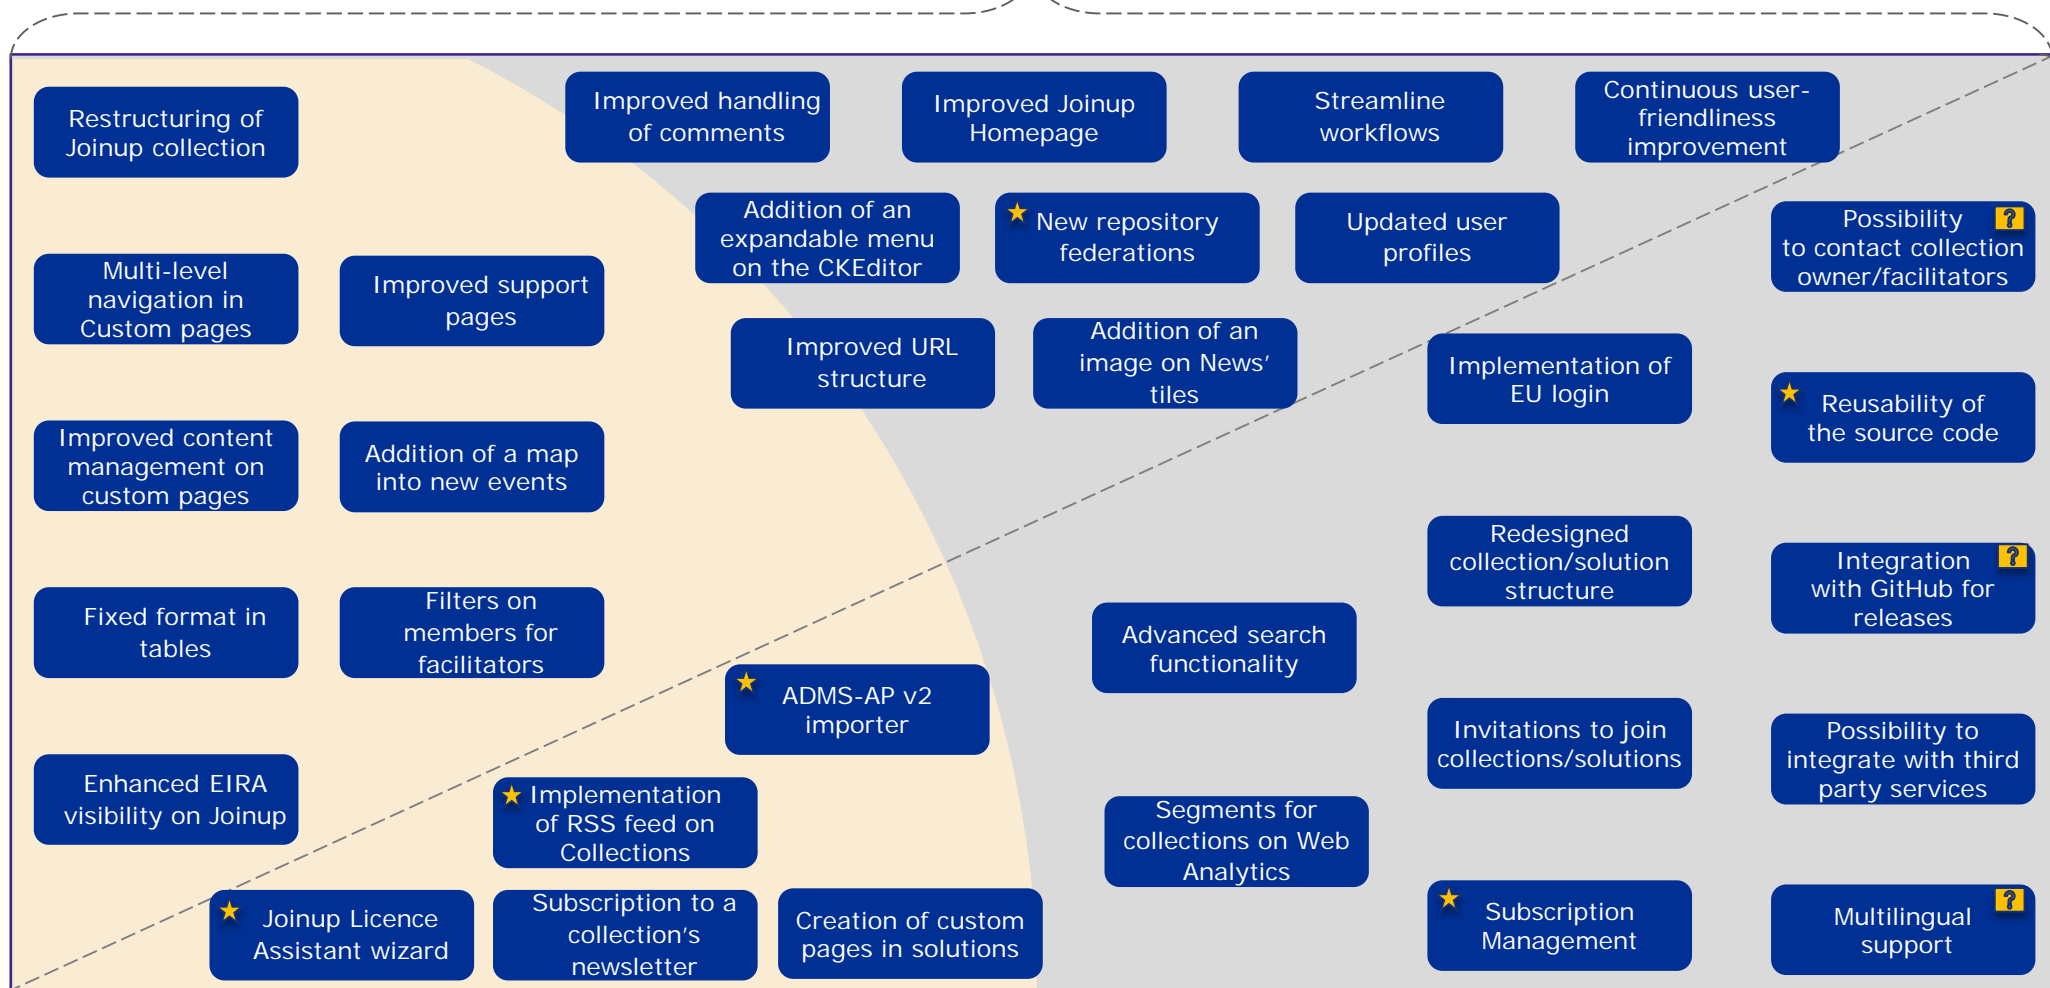 Restructuring of
Joinup collection
Improved handling
of comments
Improved Joinup
Homepage
Streamline
workflows
Continuous user-
friendliness
improvement
Addition of an
expandable menu
on the CKEditor
New repository
federations
Updated user
profiles
Possibility
to contact collection
owner/facilitators
?
Multi-level
navigation in
Custom pages
Improved support
pages
Improved URL
structure
Addition of an
image on News’
tiles
Implementation of
EU login
Reusability of
the source code
Improved content
management on
custom pages
Addition of a map
into new events
Redesigned
collection/solution
structure
Integration
with GitHub for
releases
?
Fixed format in
tables
Filters on
members for
facilitators
Advanced search
functionality
ADMS-AP v2
importer
Invitations to join
collections/solutions
Possibility to
integrate with third
party services
Enhanced EIRA
visibility on Joinup
Implementation
of RSS feed on
Collections
Segments for
collections on Web
Analytics
Joinup Licence
Assistant wizard
Subscription to a
collection’s
newsletter
Creation of custom
pages in solutions
Subscription
Management
Multilingual
support
?